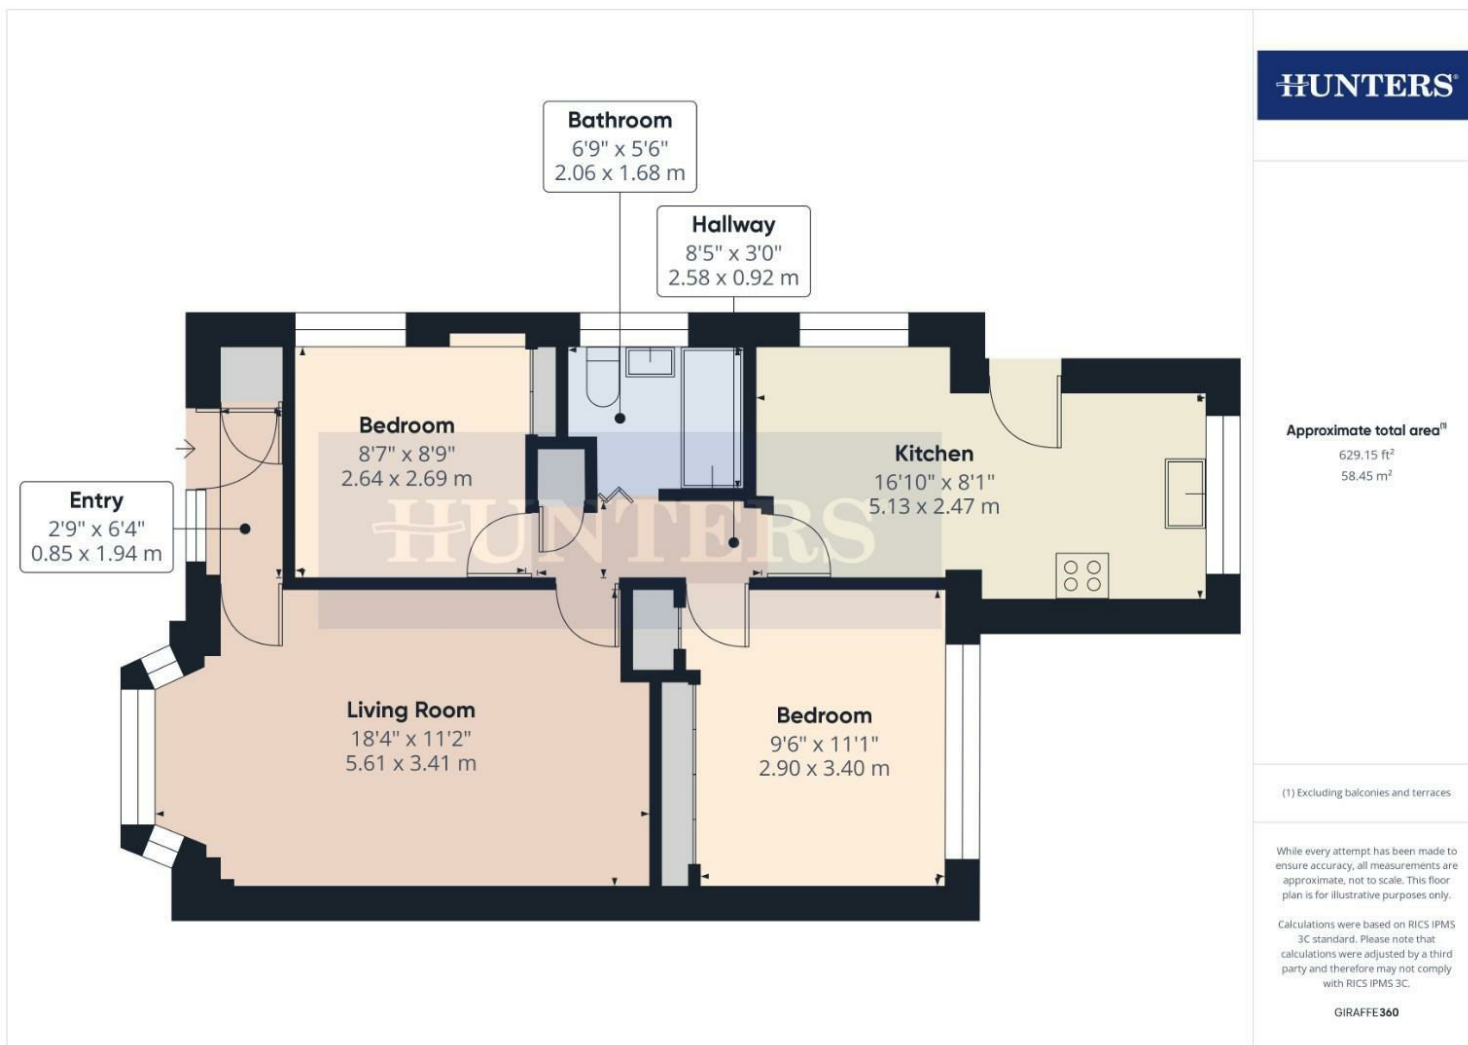 Bathroom
6'9" x 5'6"
2.06 x 1.68 m
Hallway
8'5" x 3'0"
2.58 x 0.92 m
Bedroom
8'7" x 8'9"
2.64 x 2.69 m
Kitchen
16'10" x 8'1"
5.13 x 2.47 m
Entry
2'9" x 6'4"
0.85 x 1.94 m
HUNTERS
Living Room
18'4" x 11'2"
5.61 x 3.41 m
Bedroom
9'6" x 11'1"
2.90 x 3.40 m
HUNTERS®
Approximate total area⁽¹⁾
629.15 ft²
58.45 m²
(1) Excluding balconies and terraces
While every attempt has been made to
ensure accuracy, all measurements are
approximate, not to scale. This floor
plan is for illustrative purposes only.
Calculations were based on RICS IPMS
3C standard. Please note that
calculations were adjusted by a third
party and therefore may not comply
with RICS IPMS 3C.
GIRAFFE360